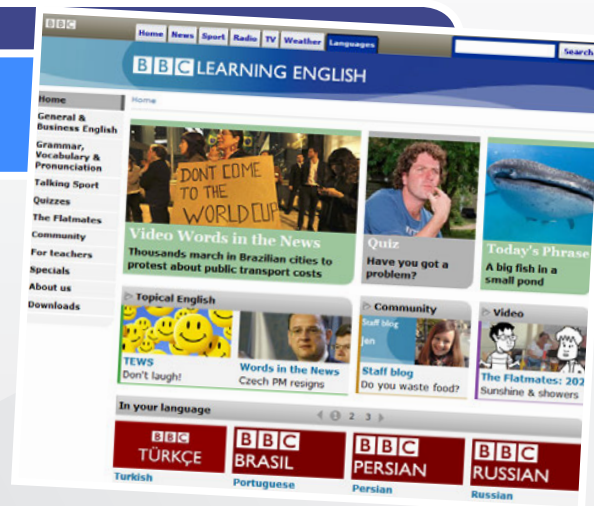 BBC
Home News Sport Radio TV Weather Languages
Search
BBC LEARNING ENGLISH
Home
Home
General &
Business English
Grammar,
Vocabulary &
Pronunciation
Talking Sport
Quizzes
The Flatmates
Community
For teachers
Specials
About us
Downloads
DONT COME
TO THE
WORLD CUP
Video Words in the News
Thousands march in Brazilian cities to
protest about public transport costs
Quiz
Have you got a
problem?
Today's Phrase
A big fish in a
small pond
Topical English
TEWS
Don't laugh!
Words in the News
Czech PM resigns
Community
Staff blog
Jen
Staff blog
Do you waste food?
Video
The Flatmates: 202
Sunshine & showers
In your language
1 2 3
BBC
TÜRKÇE
Turkish
BBC
BRASIL
Portuguese
BBC
PERSIAN
Persian
BBC
RUSSIAN
Russian